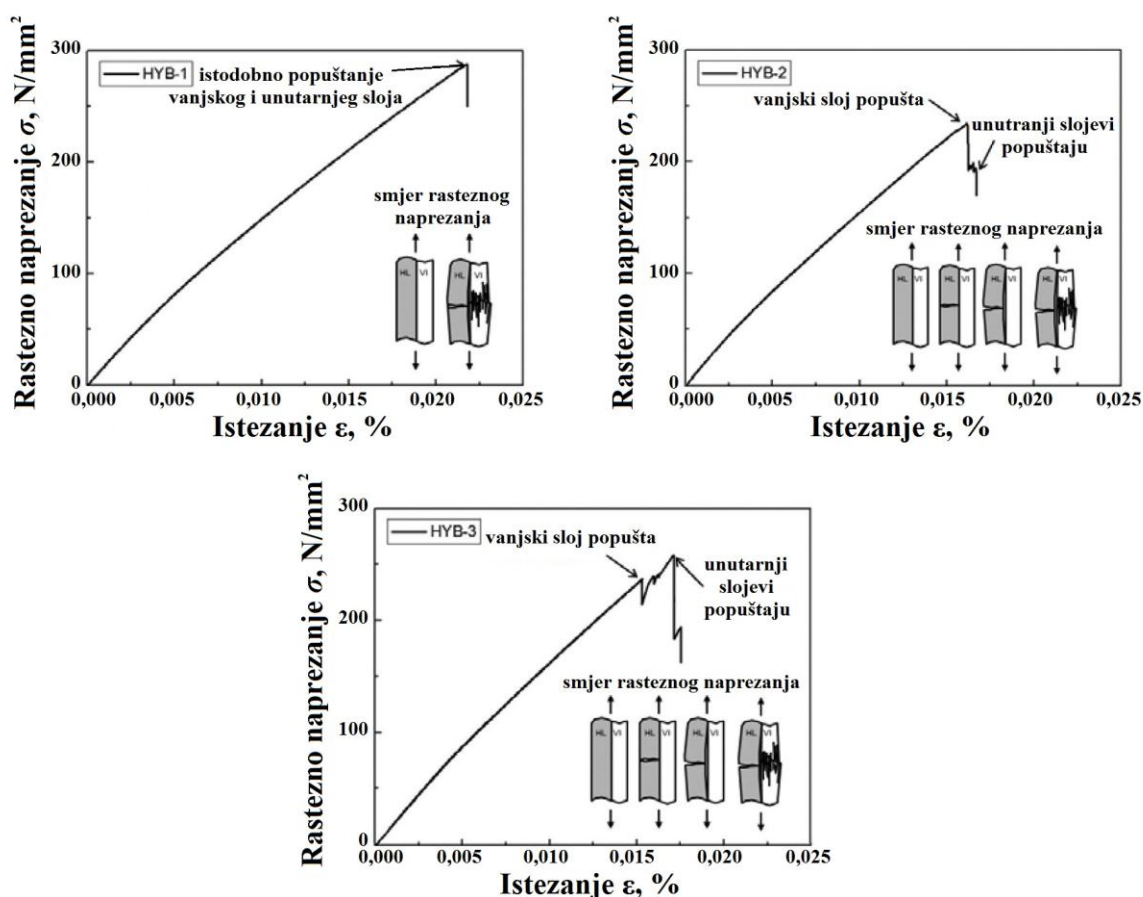 Rastezno naprezanje σ, N/mm²
300
200
100
0
HYB-1
istodobno popuštanje
vanjskog i unutarnjeg sloja
smjer rasteznog
naprezanja
HL
VI
HL
VI
0,000
0,005
0,010
0,015
0,020
0,025
Istezanje ε, %
Rastezno naprezanje σ, N/mm²
300
200
100
0
HYB-2
vanjski sloj popušta
unutranji slojevi
popuštaju
smjer rasteznog naprezanja
HL
VI
HL
VI
HL
VI
HL
VI
0,000
0,005
0,010
0,015
0,020
0,025
Istezanje ε, %
Rastezno naprezanje σ, N/mm²
300
200
100
0
HYB-3
vanjski sloj popušta
unutarnji
slojevi
popuštaju
smjer rasteznog naprezanja
HL
VI
HL
VI
HL
VI
HL
VI
0,000
0,005
0,010
0,015
0,020
0,025
Istezanje ε, %